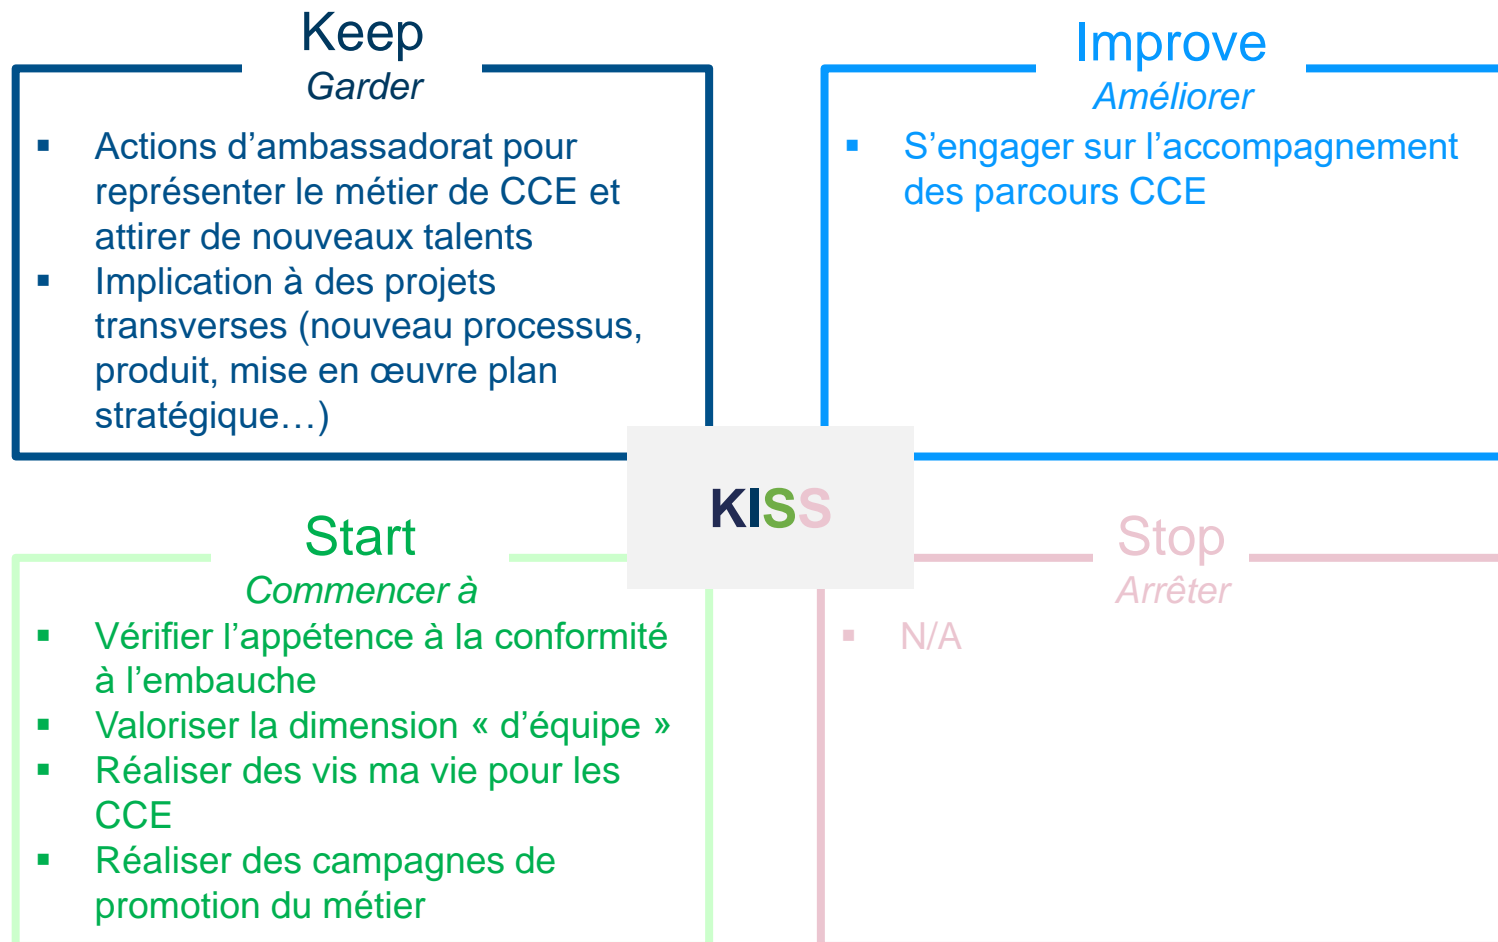 Keep
Garder
▪ Actions d’ambassadorat pour
représenter le métier de CCE et
attirer de nouveaux talents
▪ Implication à des projets
transverses (nouveau processus,
produit, mise en œuvre plan
stratégique…)
Improve
Améliorer
▪ S’engager sur l’accompagnement
des parcours CCE
KISS
Start
Commencer à
▪ Vérifier l’appétence à la conformité
à l’embauche
▪ Valoriser la dimension « d’équipe »
▪ Réaliser des vis ma vie pour les
CCE
▪ Réaliser des campagnes de
promotion du métier
Stop
Arrêter
▪ N/A